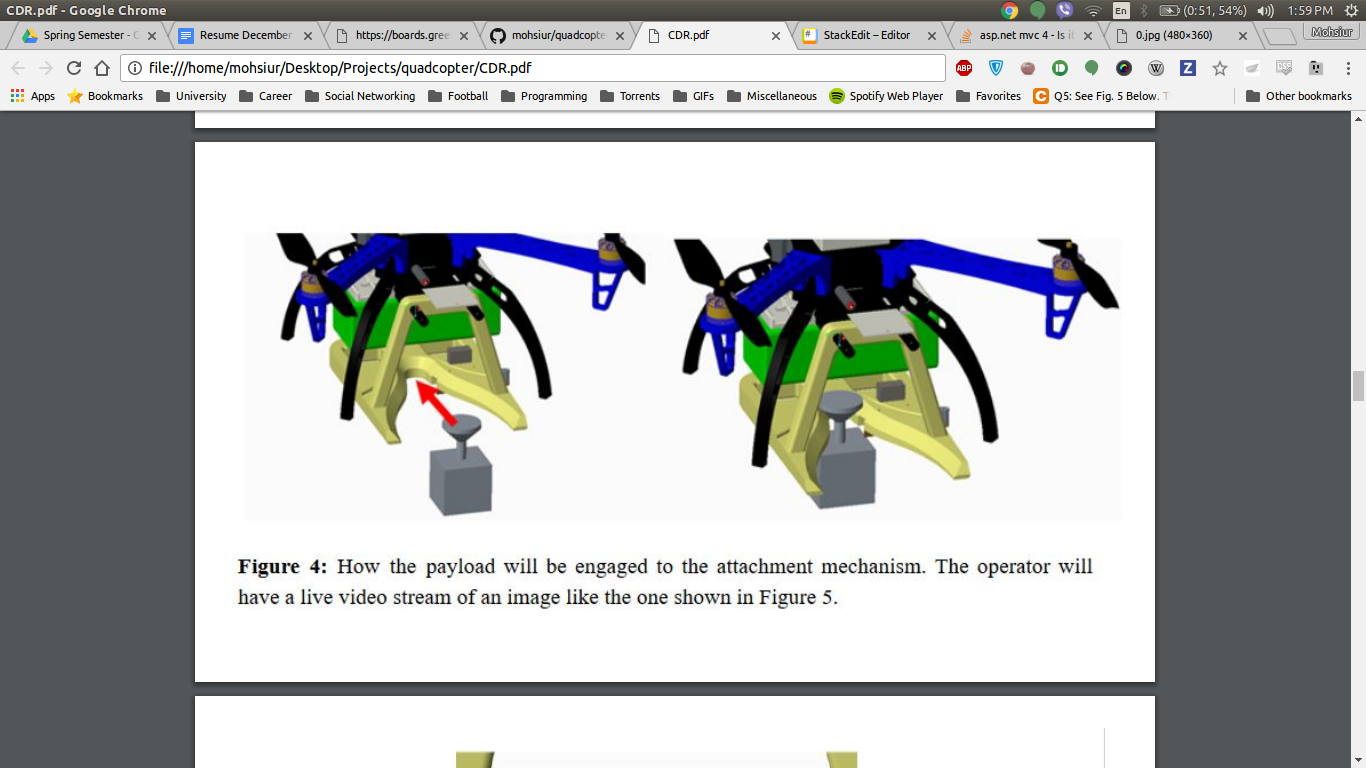 CDR.pdf - Google Chrome
En
(0:51, 54%)
1:59 PM
Spring Semester - C
Resume December
https://boards.gree
mohsiur/quadcopte
CDR.pdf
StackEdit – Editor
asp.net mvc 4 - Is it
0.jpg (480×360)
Mohsiur
file:///home/mohsiur/Desktop/Projects/quadcopter/CDR.pdf
ABP
W
Z
CSS
Apps
Bookmarks
University
Career
Social Networking
Football
Programming
Torrents
GIFs
Miscellaneous
Spotify Web Player
Favorites
Q5: See Fig. 5 Below. T
Other bookmarks
Figure 4: How the payload will be engaged to the attachment mechanism. The operator will
have a live video stream of an image like the one shown in Figure 5.